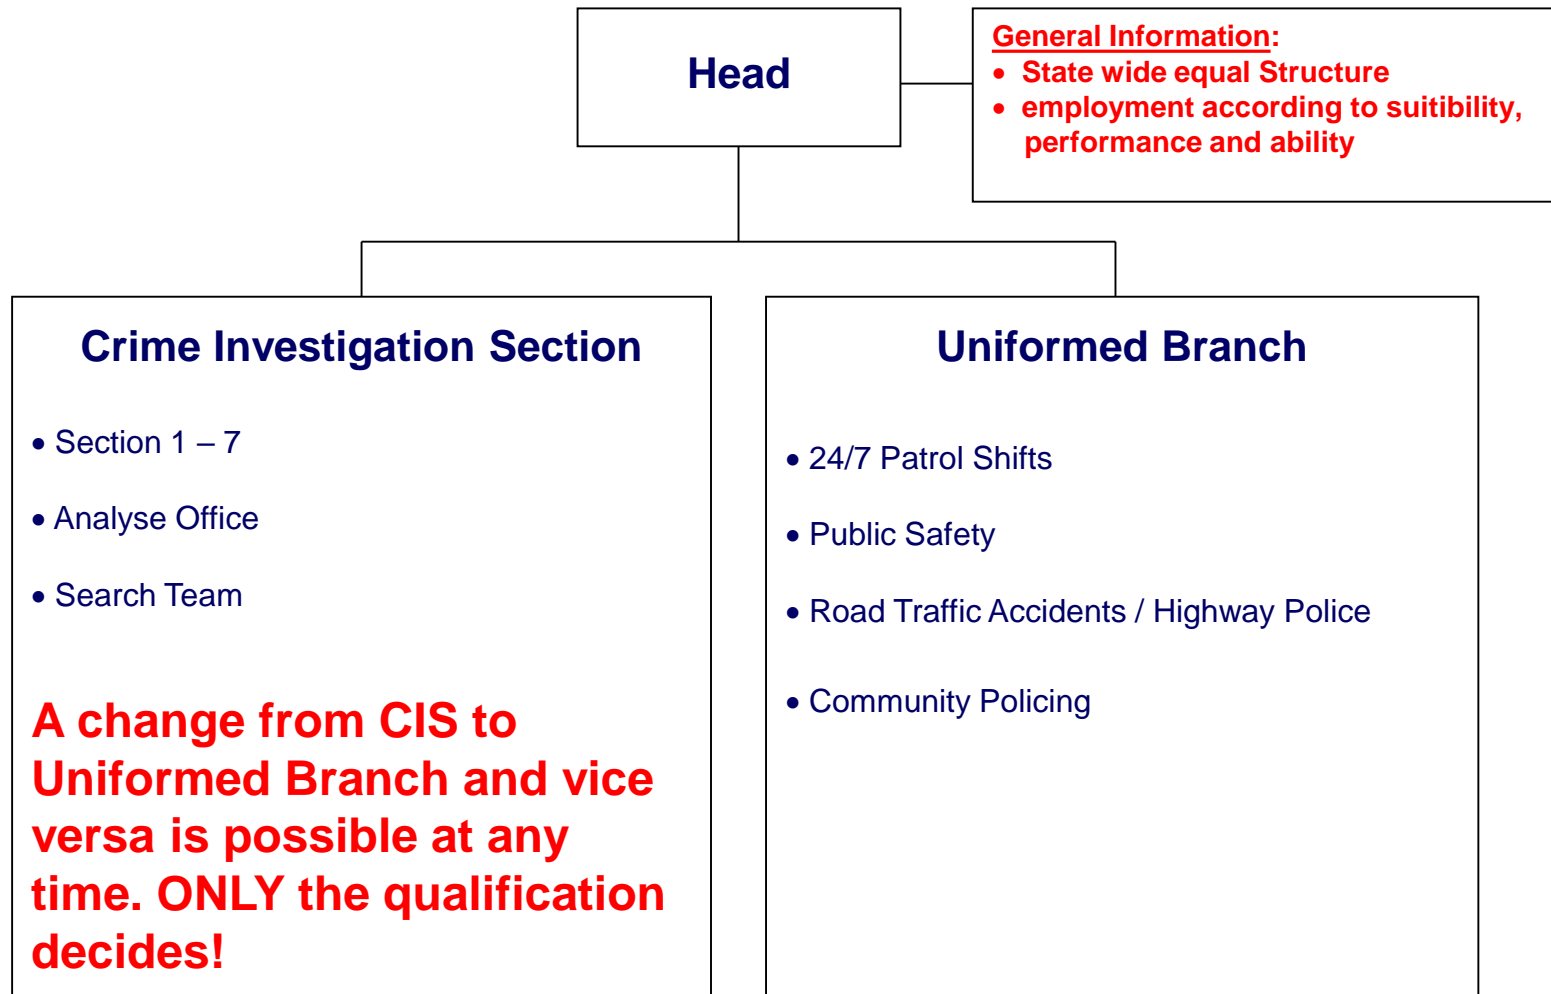 Head
General Information:
• State wide equal Structure
• employment according to suitibility,
performance and ability
Crime Investigation Section
• Section 1 – 7
• Analyse Office
• Search Team
A change from CIS to
Uniformed Branch and vice
versa is possible at any
time. ONLY the qualification
decides!
Uniformed Branch
• 24/7 Patrol Shifts
• Public Safety
• Road Traffic Accidents / Highway Police
• Community Policing